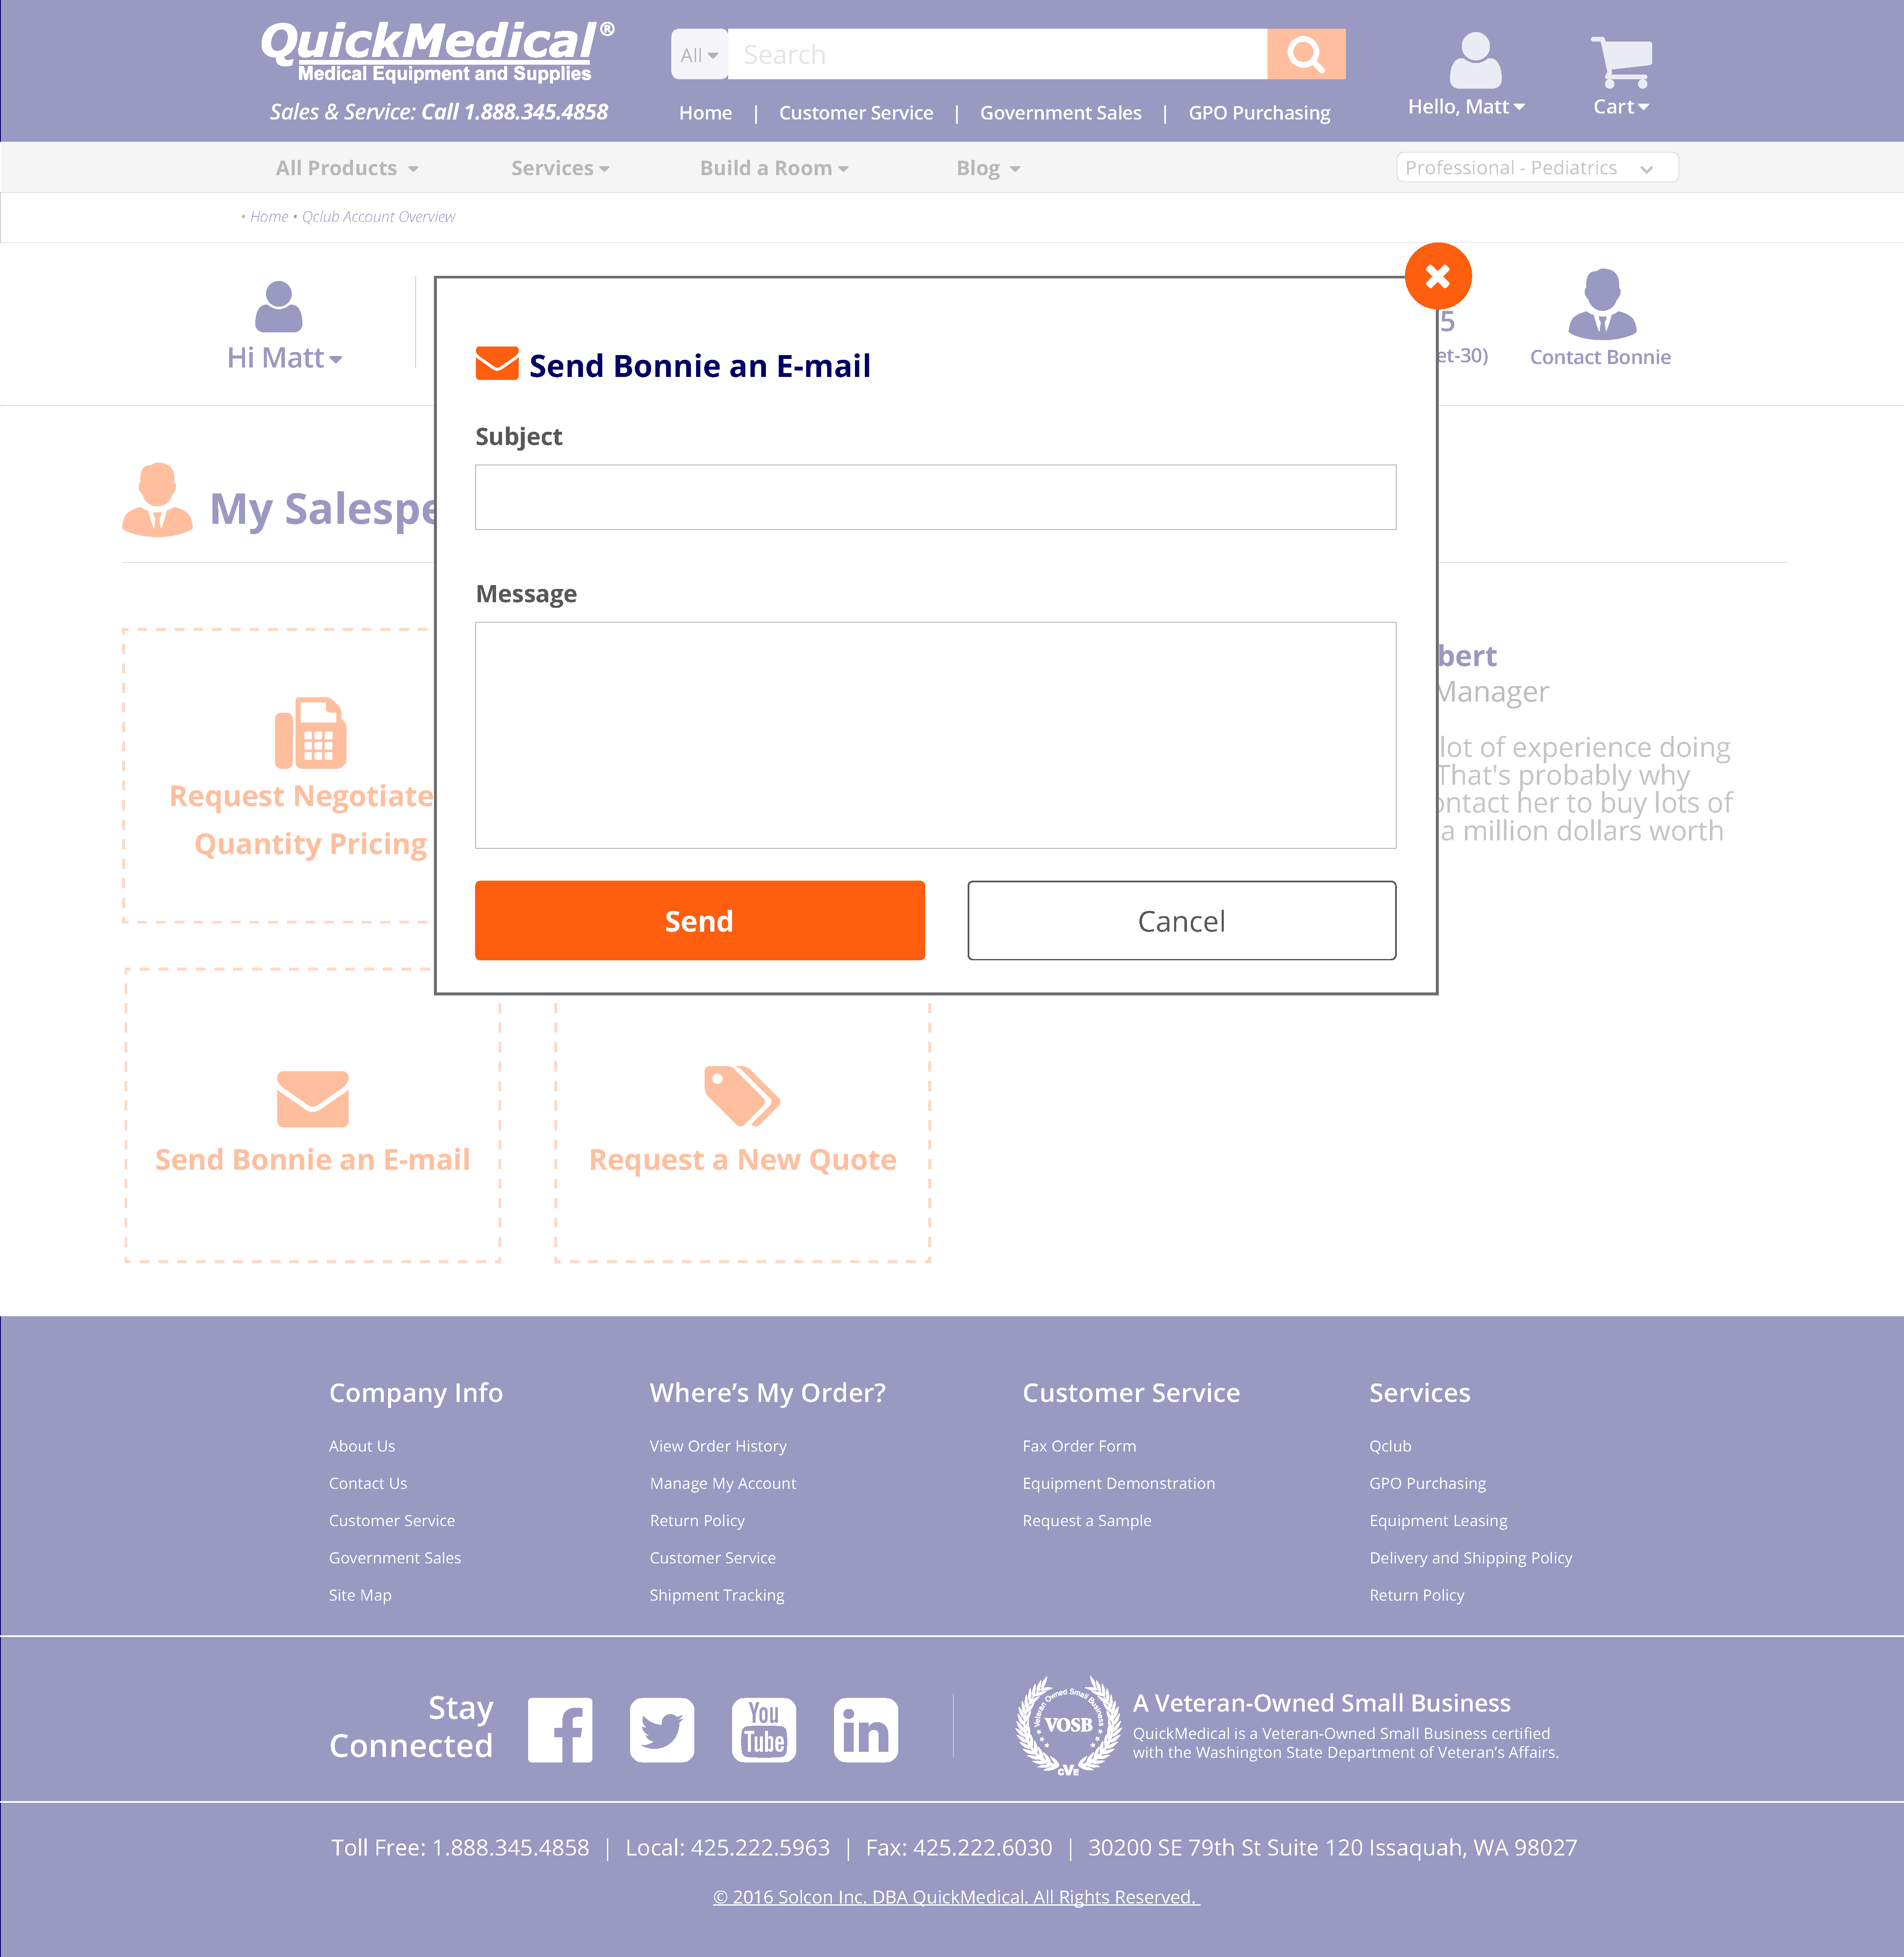 QuickMedical®
Medical Equipment and Supplies
Sales & Service: Call 1.888.345.4858
All
Search
Home | Customer Service | Government Sales | GPO Purchasing
Hello, Matt
Cart
All Products
Services
Build a Room
Blog
Professional - Pediatrics
• Home • Qclub Account Overview
Hi Matt
5
et-30)
Contact Bonnie
Send Bonnie an E-mail
Subject
Message
Send
Cancel
My Salespe
Request Negotiate
Quantity Pricing
bert
Manager
lot of experience doing
That's probably why
ontact her to buy lots of
a million dollars worth
Send Bonnie an E-mail
Request a New Quote
Company Info
About Us
Contact Us
Customer Service
Government Sales
Site Map
Where's My Order?
View Order History
Manage My Account
Return Policy
Customer Service
Shipment Tracking
Customer Service
Fax Order Form
Equipment Demonstration
Request a Sample
Services
Qclub
GPO Purchasing
Equipment Leasing
Delivery and Shipping Policy
Return Policy
Stay
Connected
You
Tube
in
Veteran Owned Small Business
VOSB
CVE
A Veteran-Owned Small Business
QuickMedical is a Veteran-Owned Small Business certified
with the Washington State Department of Veteran's Affairs.
Toll Free: 1.888.345.4858 | Local: 425.222.5963 | Fax: 425.222.6030 | 30200 SE 79th St Suite 120 Issaquah, WA 98027
© 2016 Solcon Inc. DBA QuickMedical. All Rights Reserved.